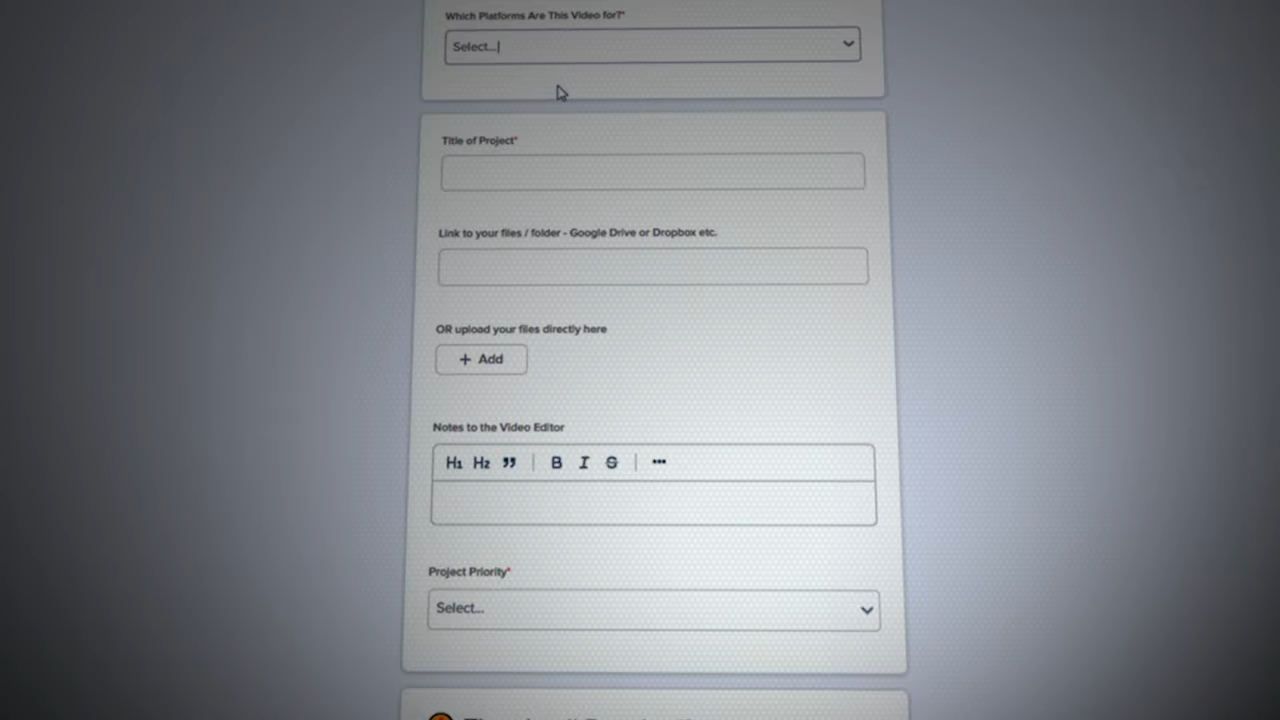 Which Platforms Are This Video for?*
Select...
Title of Project*
Link to your files / folder - Google Drive or Dropbox etc.
OR upload your files directly here
+ Add
Notes to the Video Editor
H1 H2 ❞ B I S ...
Project Priority*
Select...